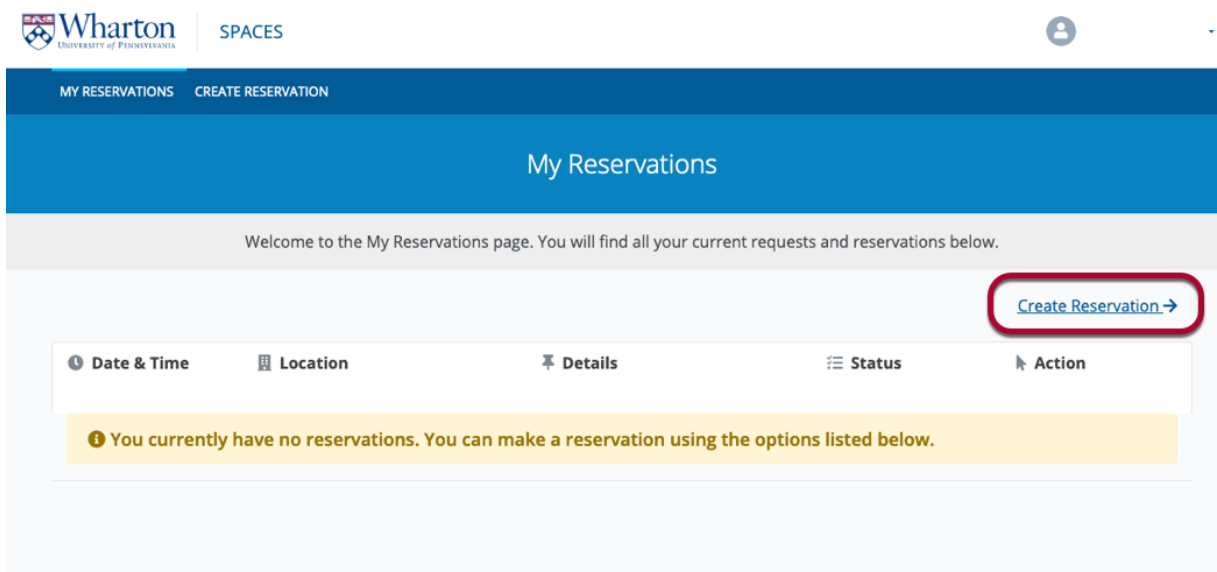 Wharton
UNIVERSITY of PENNSYLVANIA
SPACES
MY RESERVATIONS CREATE RESERVATION
My Reservations
Welcome to the My Reservations page. You will find all your current requests and reservations below.
Create Reservation
Date & Time Location Details Status Action
You currently have no reservations. You can make a reservation using the options listed below.